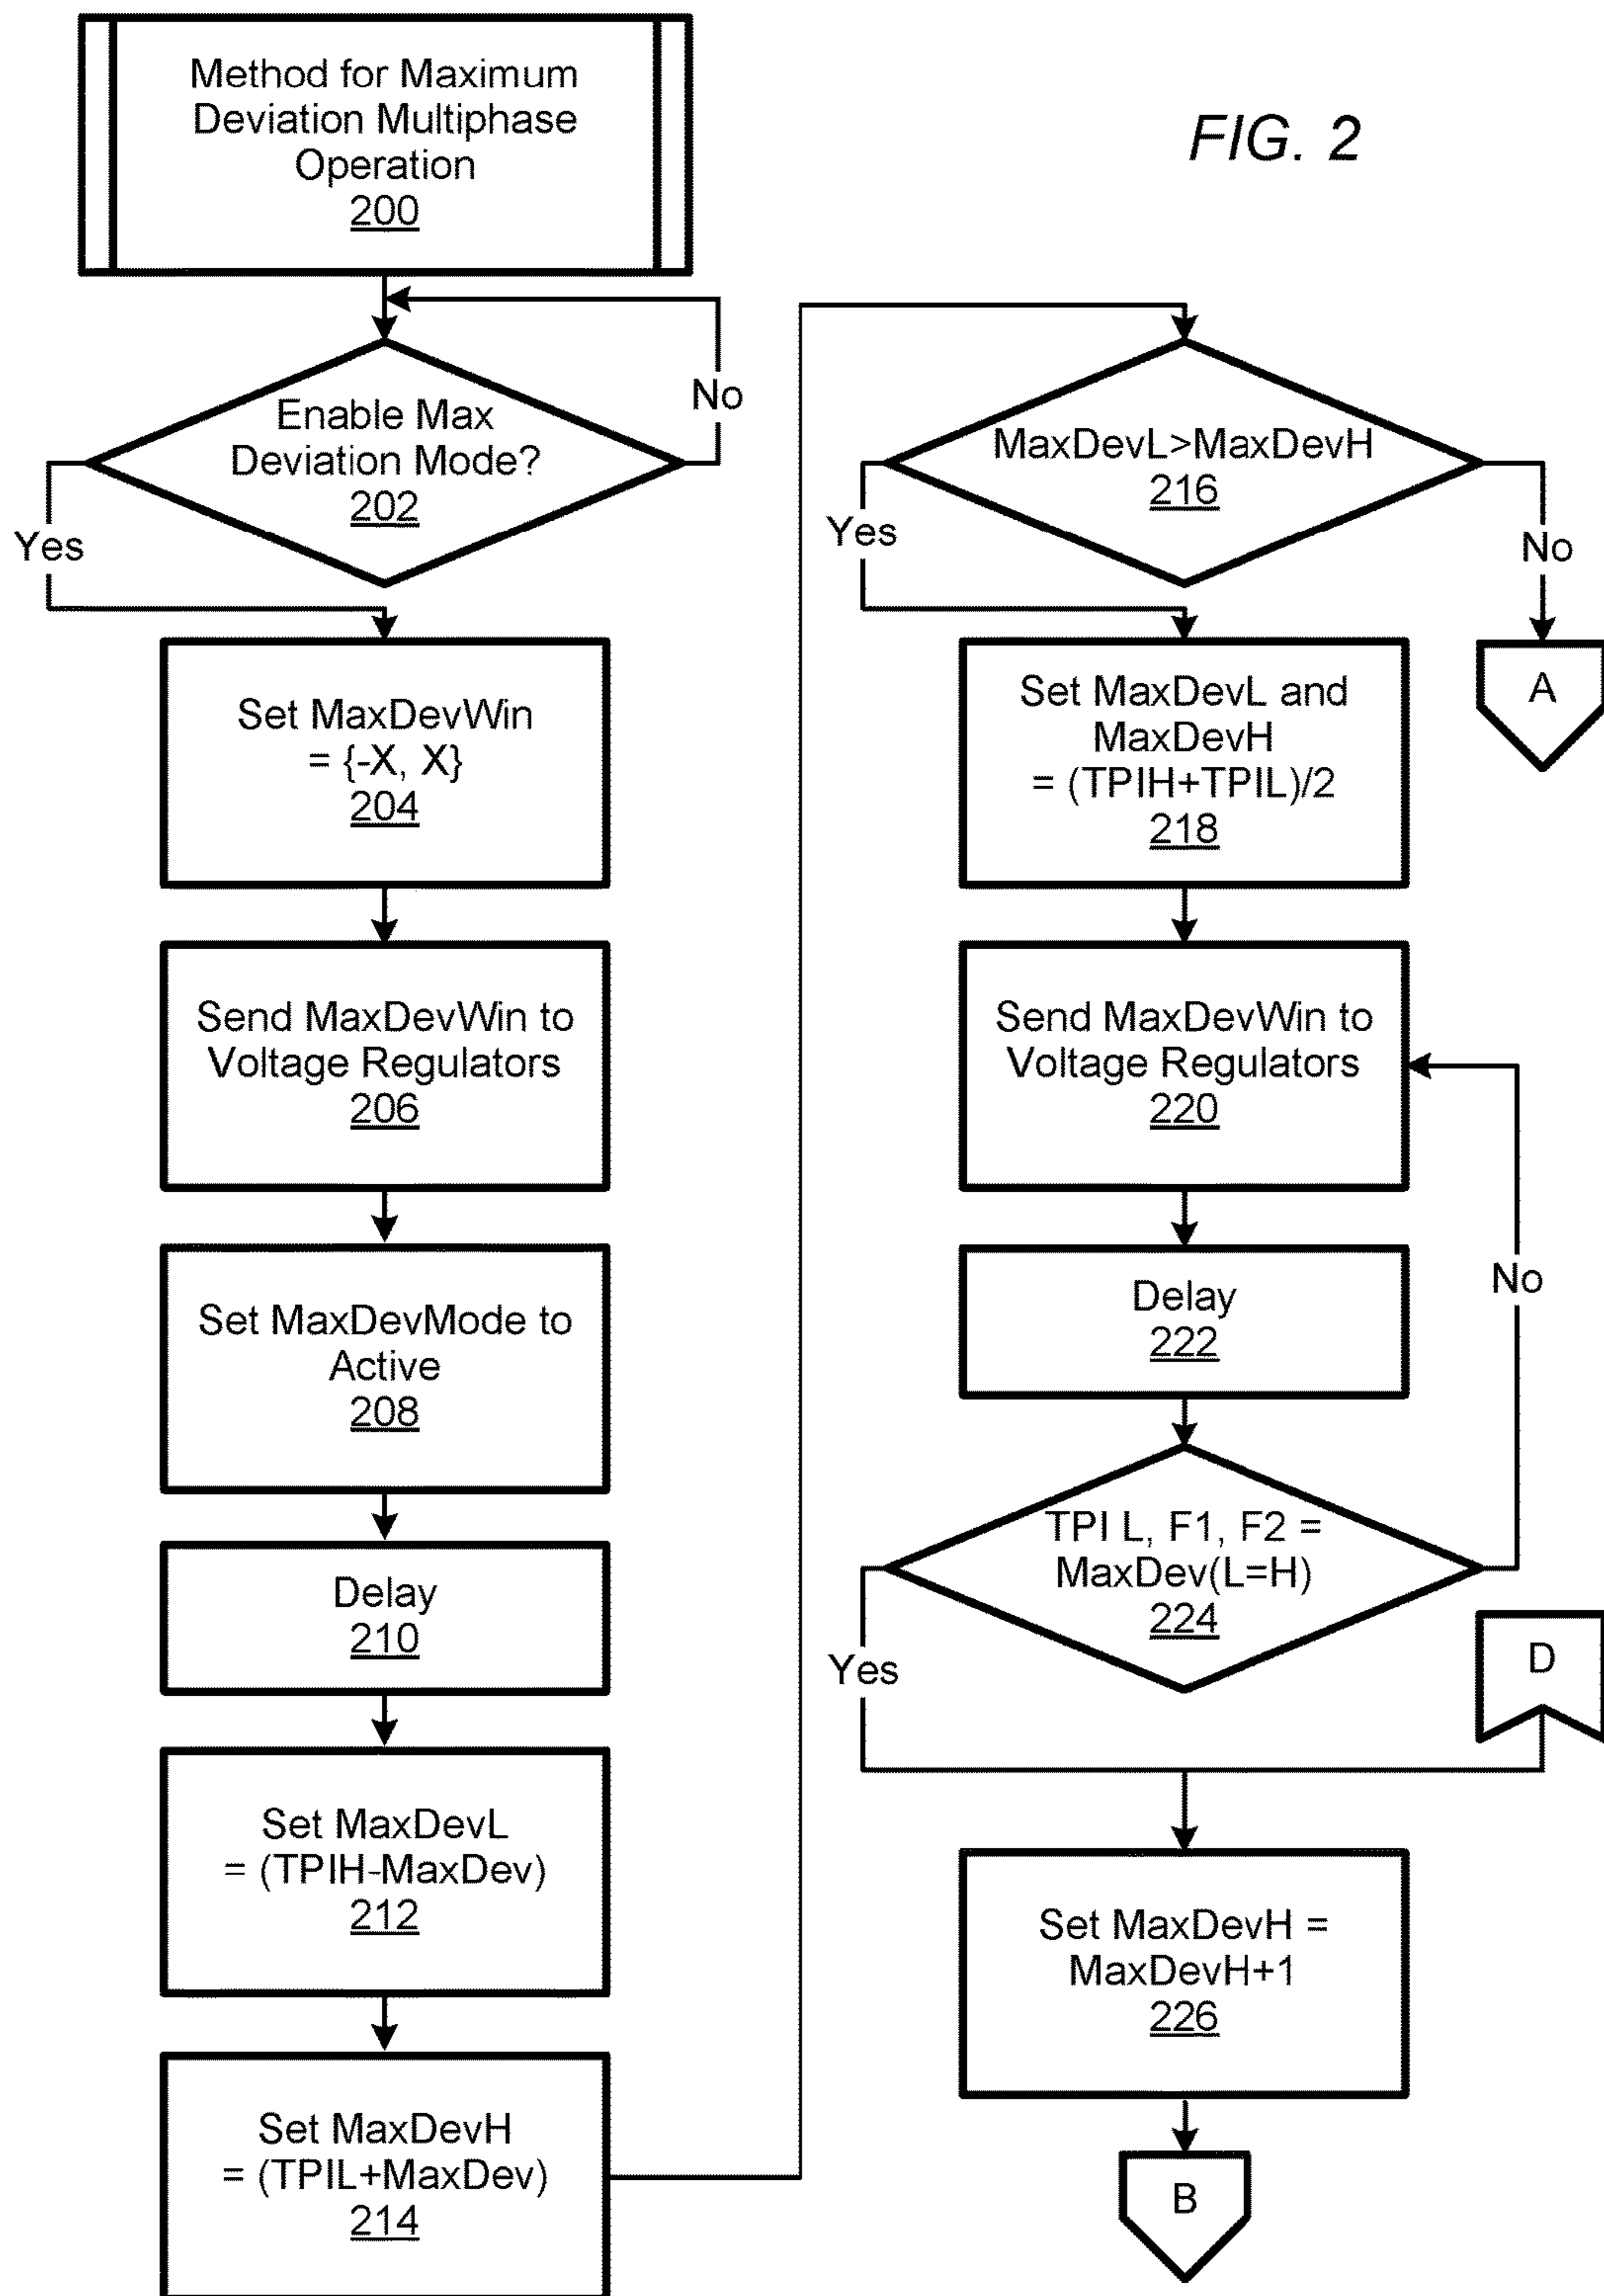 Method for Maximum
Deviation Multiphase
Operation
200
FIG. 2
Enable Max
Deviation Mode?
202
No
Yes
Set MaxDevWin
= {-X, X}
204
Send MaxDevWin to
Voltage Regulators
206
Set MaxDevMode to
Active
208
Delay
210
Set MaxDevL
= (TPIH-MaxDev)
212
Set MaxDevH
= (TPIL+MaxDev)
214
MaxDevL>MaxDevH
216
Yes
No
A
Set MaxDevL and
MaxDevH
= (TPIH+TPIL)/2
218
Send MaxDevWin to
Voltage Regulators
220
Delay
222
No
TPI L, F1, F2 =
MaxDev(L=H)
224
Yes
D
Set MaxDevH =
MaxDevH+1
226
B